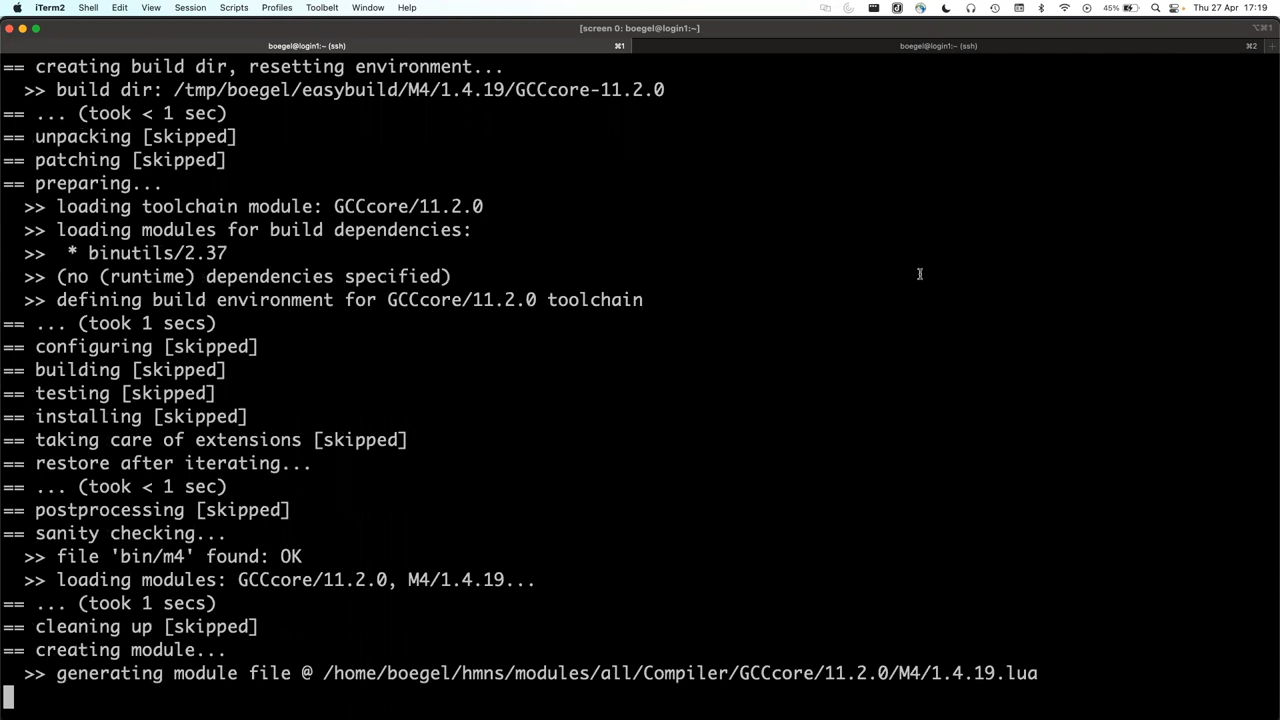 iTerm2 Shell Edit View Session Scripts Profiles Toolbelt Window Help 45% Thu 27 Apr 17:19
[screen 0: boegel@login1:~] ⌥⌘1
boegel@login1:~ (ssh) ⌘1 boegel@login1:~ (ssh) ⌘2
== creating build dir, resetting environment...
>> build dir: /tmp/boegel/easybuild/M4/1.4.19/GCCcore-11.2.0
== ... (took < 1 sec)
== unpacking [skipped]
== patching [skipped]
== preparing...
>> loading toolchain module: GCCcore/11.2.0
>> loading modules for build dependencies:
>> * binutils/2.37
>> (no (runtime) dependencies specified)
>> defining build environment for GCCcore/11.2.0 toolchain
== ... (took 1 secs)
== configuring [skipped]
== building [skipped]
== testing [skipped]
== installing [skipped]
== taking care of extensions [skipped]
== restore after iterating...
== ... (took < 1 sec)
== postprocessing [skipped]
== sanity checking...
>> file 'bin/m4' found: OK
>> loading modules: GCCcore/11.2.0, M4/1.4.19...
== ... (took 1 secs)
== cleaning up [skipped]
== creating module...
>> generating module file @ /home/boegel/hmns/modules/all/Compiler/GCCcore/11.2.0/M4/1.4.19.lua